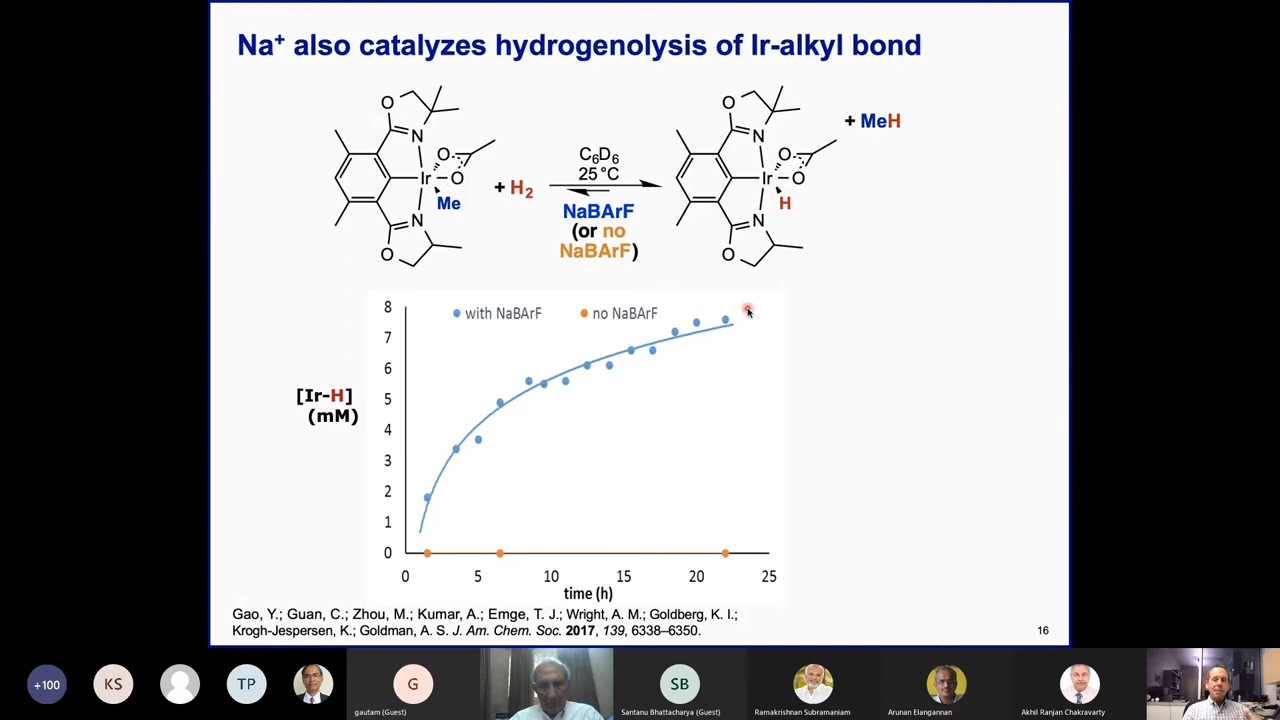 Na⁺ also catalyzes hydrogenolysis of Ir-alkyl bond
O
N
O
Ir
O
Me
N
O
+ H₂
C₆D₆
25 °C
NaBArF
(or no
NaBArF)
O
N
O
Ir
O
H
N
O
+ MeH
8
7
6
5
4
3
2
1
0
with NaBArF
no NaBArF
[Ir-H]
(mM)
0 5 10 15 20 25
time (h)
Gao, Y.; Guan, C.; Zhou, M.; Kumar, A.; Emge, T. J.; Wright, A. M.; Goldberg, K. I.;
Krogh-Jespersen, K.; Goldman, A. S. J. Am. Chem. Soc. 2017, 139, 6338–6350.
16
+100
KS
TP
G
gautam (Guest)
SB
Santanu Bhattacharya (Guest)
Ramakrishnan Subramaniam
Arunan Elangannan
Akhil Ranjan Chakravarty